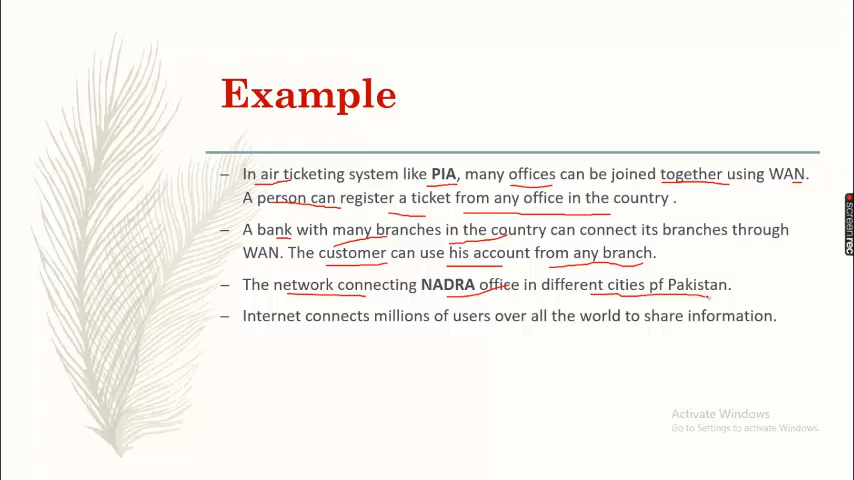 Example
– In air ticketing system like PIA, many offices can be joined together using WAN.
A person can register a ticket from any office in the country .
– A bank with many branches in the country can connect its branches through
WAN. The customer can use his account from any branch.
– The network connecting NADRA office in different cities pf Pakistan.
– Internet connects millions of users over all the world to share information.
Activate Windows
Go to Settings to activate Windows.
screenrec